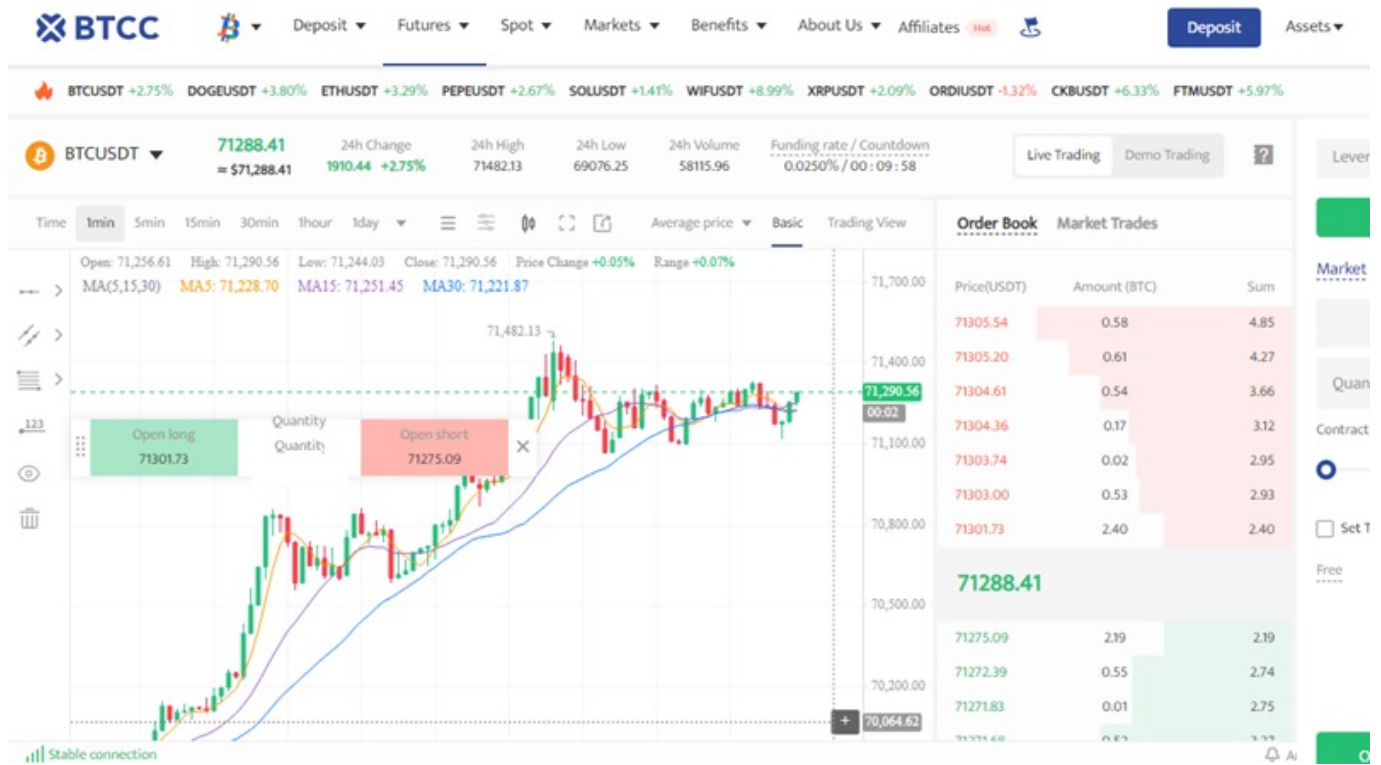 BTCC Deposit Futures Spot Markets Benefits About Us Affiliates Hot Deposit Assets
BTCUSDT +2.75% DOGEUSDT +3.80% ETHUSDT +3.29% PEPEUSDT +2.67% SOLUSDT +1.41% WIFUSDT +8.99% XRPUSDT +2.09% ORDIUSDT -1.32% CKBUSDT +6.33% FTMUSDT +5.97%
BTCUSDT
71288.41
≈ $71,288.41
24h Change
1910.44 +2.75%
24h High
71482.13
24h Low
69076.25
24h Volume
58115.96
Funding rate / Countdown
0.0250% / 00 : 09 : 58
Live Trading Demo Trading ?
Time 1min 5min 15min 30min 1hour 1day Average price Basic Trading View
Open: 71,256.61 High: 71,290.56 Low: 71,244.03 Close: 71,290.56 Price Change +0.05% Range +0.07%
MA(5,15,30) MA5: 71,228.70 MA15: 71,251.45 MA30: 71,221.87
123
71,482.13
Open long
71301.73
Quantity
Quantity
Open short
71275.09
71,700.00
71,400.00
71,290.56
00:02
71,100.00
70,800.00
70,500.00
70,200.00
+ 70,064.62
Stable connection
Order Book Market Trades
Price(USDT) Amount (BTC) Sum
71305.54 0.58 4.85
71305.20 0.61 4.27
71304.61 0.54 3.66
71304.36 0.17 3.12
71303.74 0.02 2.95
71303.00 0.53 2.93
71301.73 2.40 2.40
71288.41
71275.09 2.19 2.19
71272.39 0.55 2.74
71271.83 0.01 2.75
Lever
Market
Quan
Contract
Set T
Free